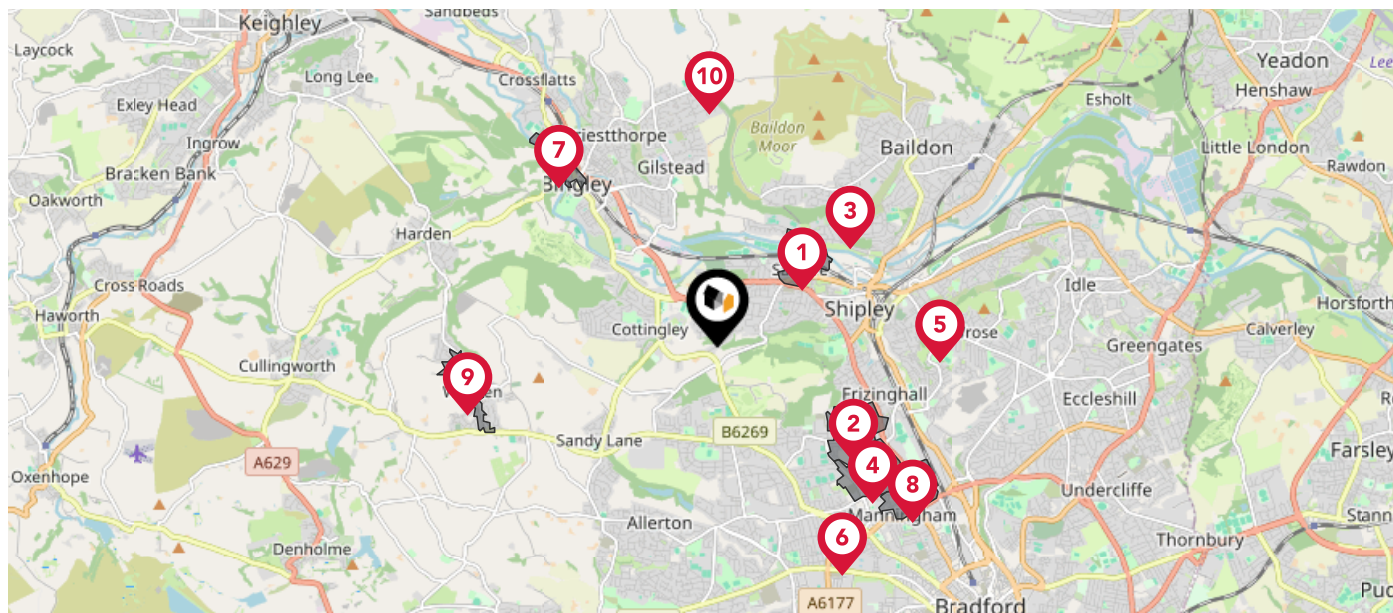 Keighley
Sandbeds
Laycock
Long Lee
Crossflatts
10
Yeadon
Esholt
Henshaw
Exley Head
Ingrow
7
Baildon
Moor
Baildon
Little London
Gilstead
Rawdon
Bracken Bank
Oakworth
3
Harden
1
Cross Roads
Idle
Haworth
Shipley
Horsforth
Cottingley
5
Calverley
Greengates
Cullingworth
9
Frizinghall
Eccleshill
2
B6269
Sandy Lane
A629
4
Farsley
Oxenhope
8
Undercliffe
Manningham
Allerton
6
Denholme
Thornbury
A6177
Bradford